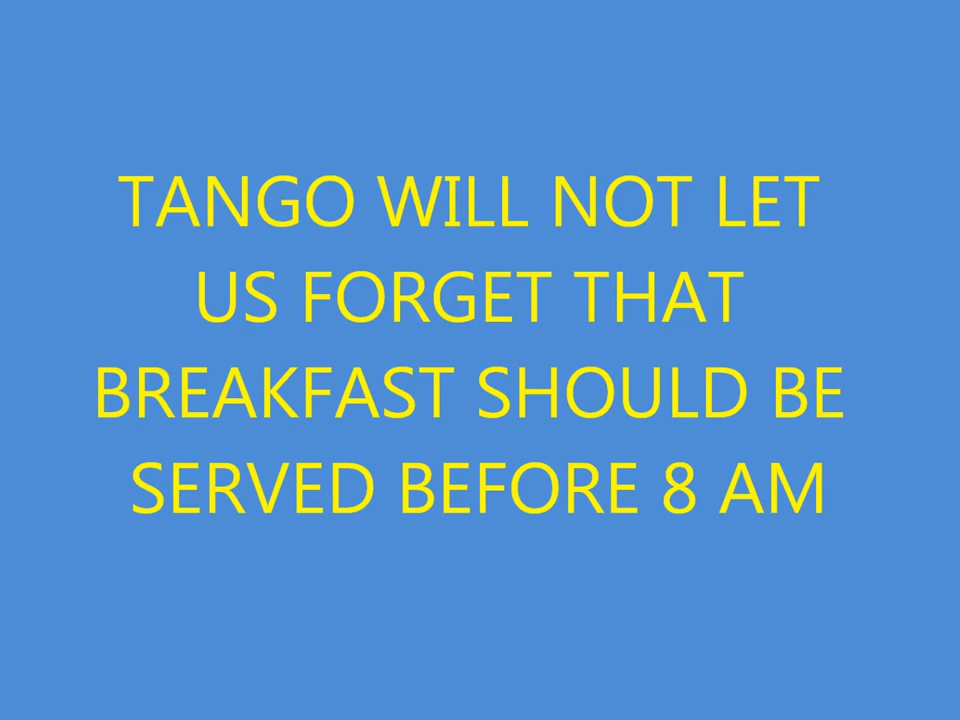 TANGO WILL NOT LET
US FORGET THAT
BREAKFAST SHOULD BE
SERVED BEFORE 8 AM